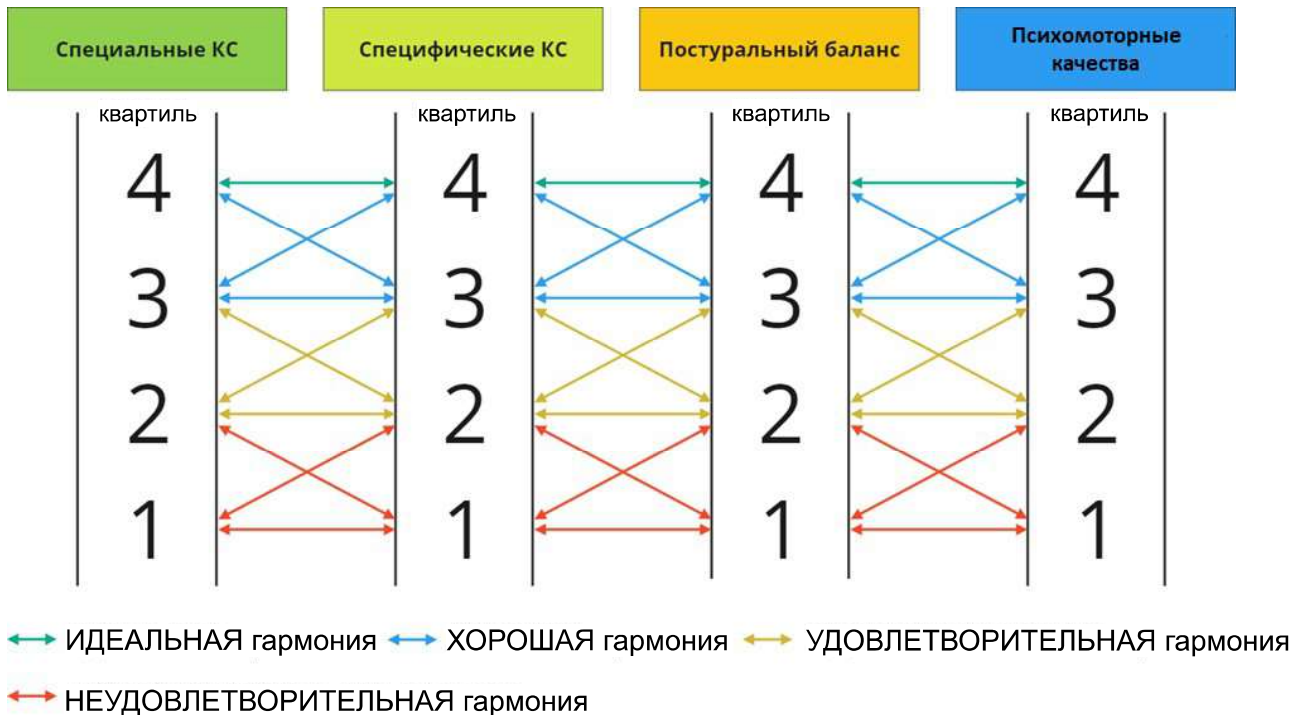 Специальные КС
Специфические КС
Постуральный баланс
Психомоторные
качества
квартиль
квартиль
квартиль
квартиль
4 4 4 4
3 3 3 3
2 2 2 2
1 1 1 1
ИДЕАЛЬНАЯ гармония
ХОРОШАЯ гармония
УДОВЛЕТВОРИТЕЛЬНАЯ гармония
НЕУДОВЛЕТВОРИТЕЛЬНАЯ гармония